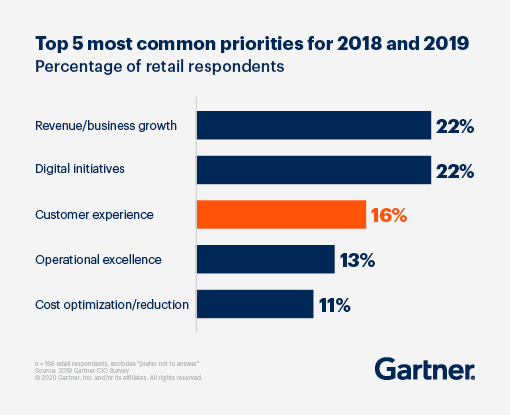 Top 5 most common priorities for 2018 and 2019
Percentage of retail respondents
Revenue/business growth 22%
Digital initiatives 22%
Customer experience 16%
Operational excellence 13%
Cost optimization/reduction 11%
n = 166 retail respondents, excludes "prefer not to answer"
Source: 2019 Gartner CIO Survey
© 2020 Gartner, Inc. and/or its affiliates. All rights reserved.
Gartner.